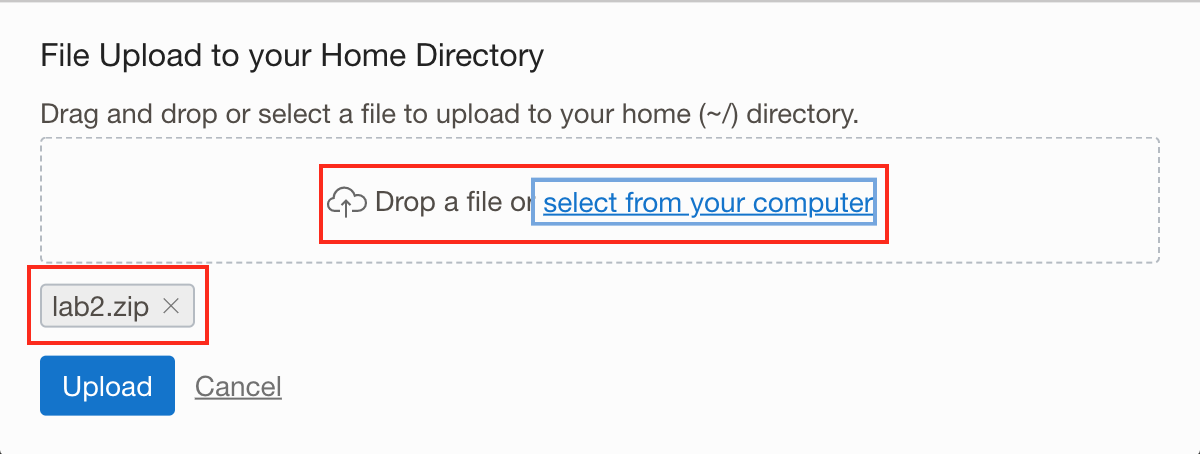 File Upload to your Home Directory
Drag and drop or select a file to upload to your home (~/) directory.
Drop a file or select from your computer
lab2.zip
Upload Cancel